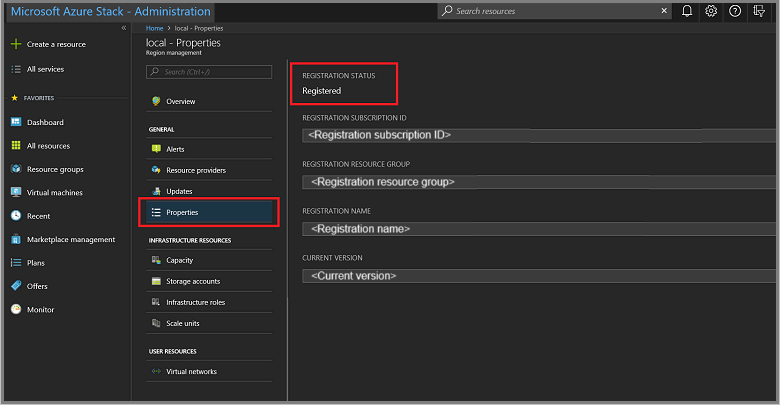 Microsoft Azure Stack - Administration
Search resources
Home > local - Properties
local - Properties
Region management
Create a resource
All services
FAVORITES
Dashboard
All resources
Resource groups
Virtual machines
Recent
Marketplace management
Plans
Offers
Monitor
Search (Ctrl+/)
Overview
GENERAL
Alerts
Resource providers
Updates
Properties
INFRASTRUCTURE RESOURCES
Capacity
Storage accounts
Infrastructure roles
Scale units
USER RESOURCES
Virtual networks
REGISTRATION STATUS
Registered
REGISTRATION SUBSCRIPTION ID
<Registration subscription ID>
REGISTRATION RESOURCE GROUP
<Registration resource group>
REGISTRATION NAME
<Registration name>
CURRENT VERSION
<Current version>